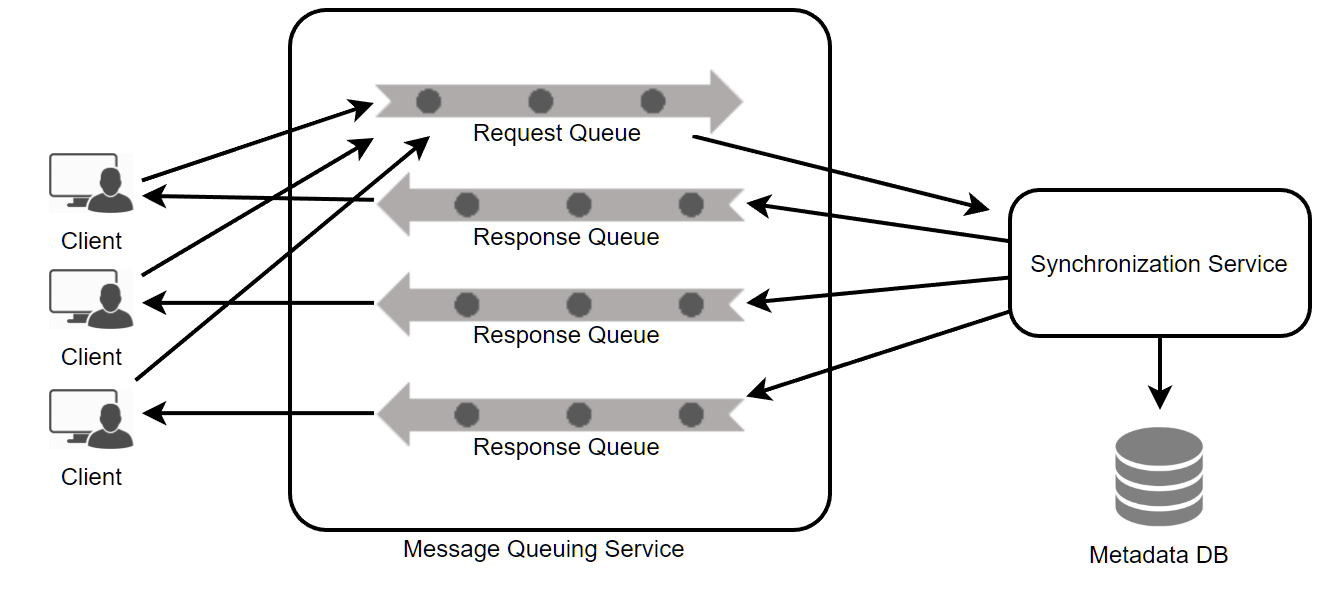 Request Queue
Response Queue
Client
Synchronization Service
Response Queue
Client
Response Queue
Client
Message Queuing Service
Metadata DB